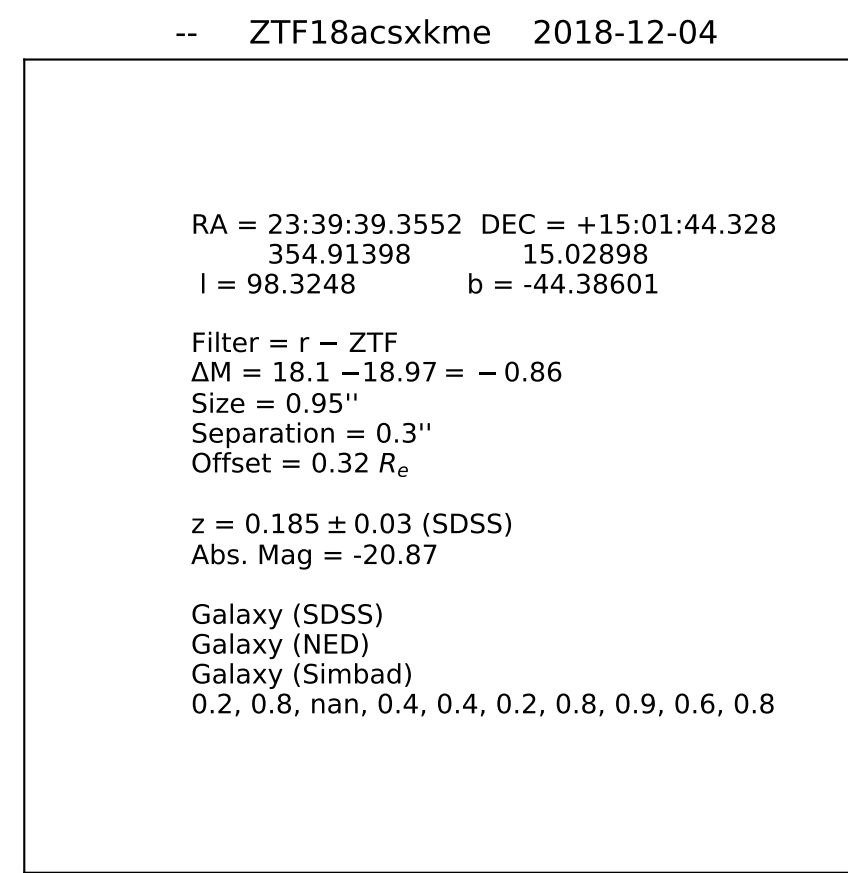 -- ZTF18acsxkme 2018-12-04
RA = 23:39:39.3552 DEC = +15:01:44.328
354.91398 15.02898
l = 98.3248 b = -44.38601
Filter = r − ZTF
ΔM = 18.1 −18.97 = − 0.86
Size = 0.95''
Separation = 0.3''
Offset = 0.32 Re
z = 0.185 ± 0.03 (SDSS)
Abs. Mag = -20.87
Galaxy (SDSS)
Galaxy (NED)
Galaxy (Simbad)
0.2, 0.8, nan, 0.4, 0.4, 0.2, 0.8, 0.9, 0.6, 0.8